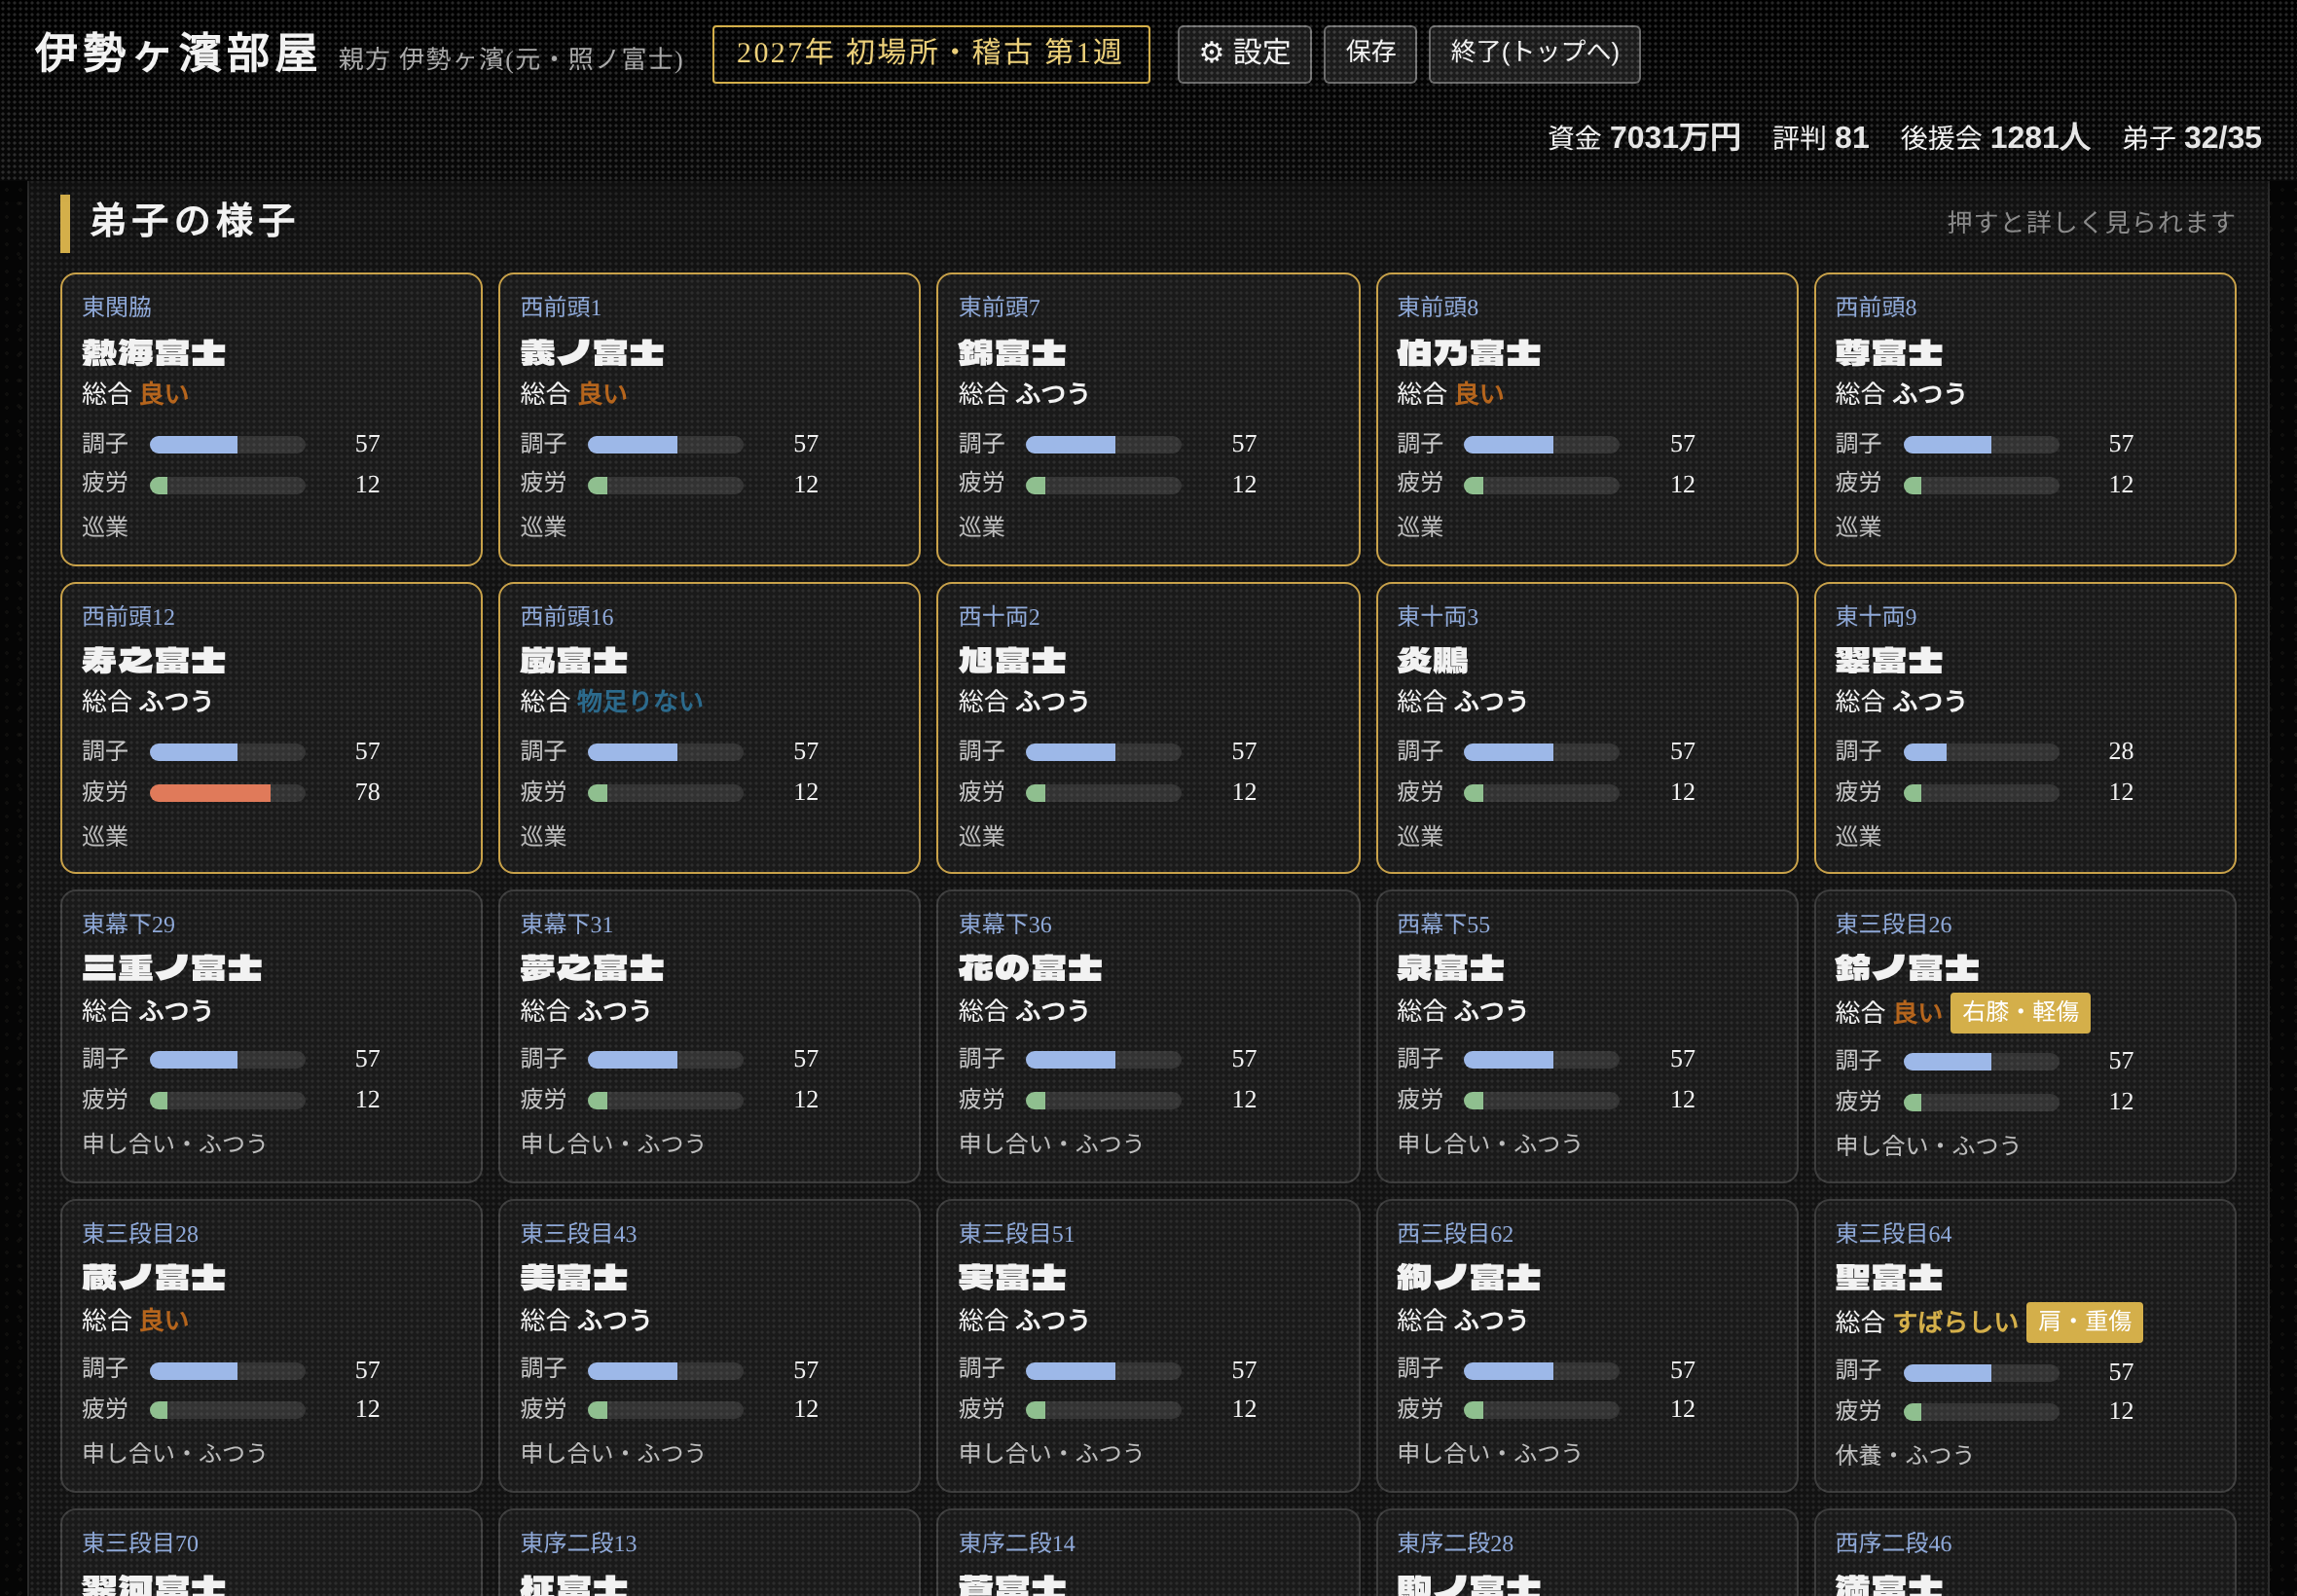 伊勢ヶ濱部屋 親方 伊勢ヶ濱(元・照ノ富士) 2027年 初場所・稽古 第1週 ⚙ 設定 保存 終了(トップへ)
資金 7031万円 評判 81 後援会 1281人 弟子 32/35
弟子の様子 押すと詳しく見られます
東関脇
熱海富士
総合 良い
調子 57
疲労 12
巡業
西前頭1
義ノ富士
総合 良い
調子 57
疲労 12
巡業
東前頭7
錦富士
総合 ふつう
調子 57
疲労 12
巡業
東前頭8
伯乃富士
総合 良い
調子 57
疲労 12
巡業
西前頭8
尊富士
総合 ふつう
調子 57
疲労 12
巡業
西前頭12
寿之富士
総合 ふつう
調子 57
疲労 78
巡業
西前頭16
嵐富士
総合 物足りない
調子 57
疲労 12
巡業
西十両2
旭富士
総合 ふつう
調子 57
疲労 12
巡業
東十両3
炎鵬
総合 ふつう
調子 57
疲労 12
巡業
東十両9
翠富士
総合 ふつう
調子 28
疲労 12
巡業
東幕下29
三重ノ富士
総合 ふつう
調子 57
疲労 12
申し合い・ふつう
東幕下31
夢之富士
総合 ふつう
調子 57
疲労 12
申し合い・ふつう
東幕下36
花の富士
総合 ふつう
調子 57
疲労 12
申し合い・ふつう
西幕下55
泉富士
総合 ふつう
調子 57
疲労 12
申し合い・ふつう
東三段目26
鈴ノ富士
総合 良い 右膝・軽傷
調子 57
疲労 12
申し合い・ふつう
東三段目28
蔵ノ富士
総合 良い
調子 57
疲労 12
申し合い・ふつう
東三段目43
美富士
総合 ふつう
調子 57
疲労 12
申し合い・ふつう
東三段目51
実富士
総合 ふつう
調子 57
疲労 12
申し合い・ふつう
西三段目62
絢ノ富士
総合 ふつう
調子 57
疲労 12
申し合い・ふつう
東三段目64
聖富士
総合 すばらしい 肩・重傷
調子 57
疲労 12
休養・ふつう
東三段目70
東序二段13
東序二段14
東序二段28
西序二段46